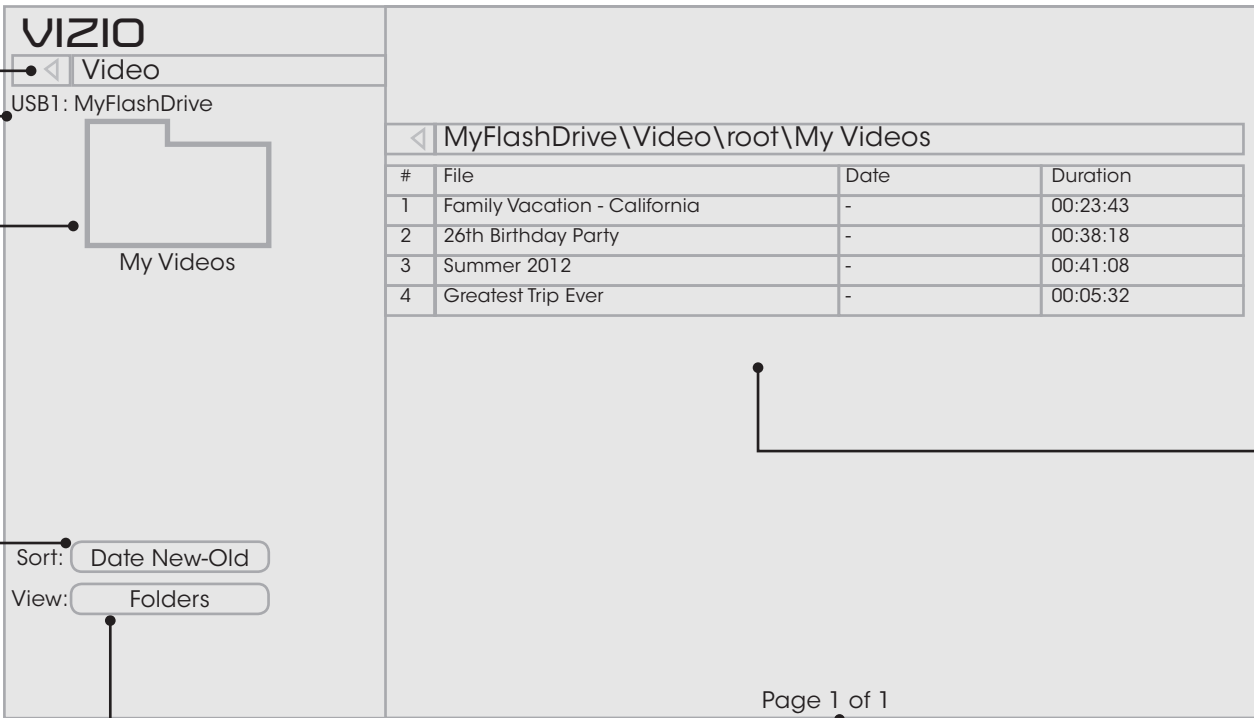 VIZIO
Video
USB1: MyFlashDrive
My Videos
Sort: Date New-Old
View: Folders
MyFlashDrive\Video\root\My Videos
# File Date Duration
1 Family Vacation - California - 00:23:43
2 26th Birthday Party - 00:38:18
3 Summer 2012 - 00:41:08
4 Greatest Trip Ever - 00:05:32
Page 1 of 1